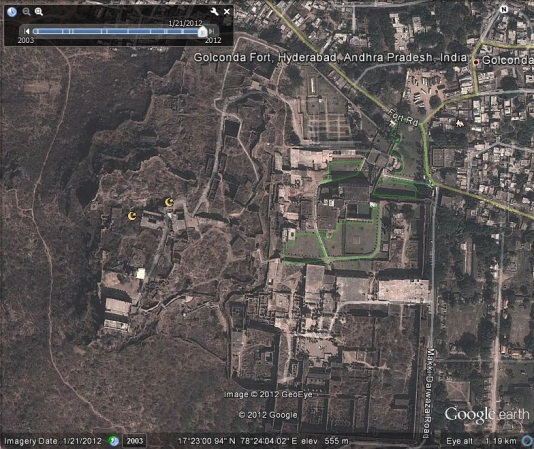 1/21/2012
2003
2012
N
Golconda Fort, Hyderabad, Andhra Pradesh, India
Golconda
Fort Rd
Makki Darwaza Road
Image © 2012 GeoEye
© 2012 Google
Google earth
Imagery Date 1/21/2012
2003
17°23'00.94" N 78°24'04.02" E elev 555 m
Eye alt 1.19 km